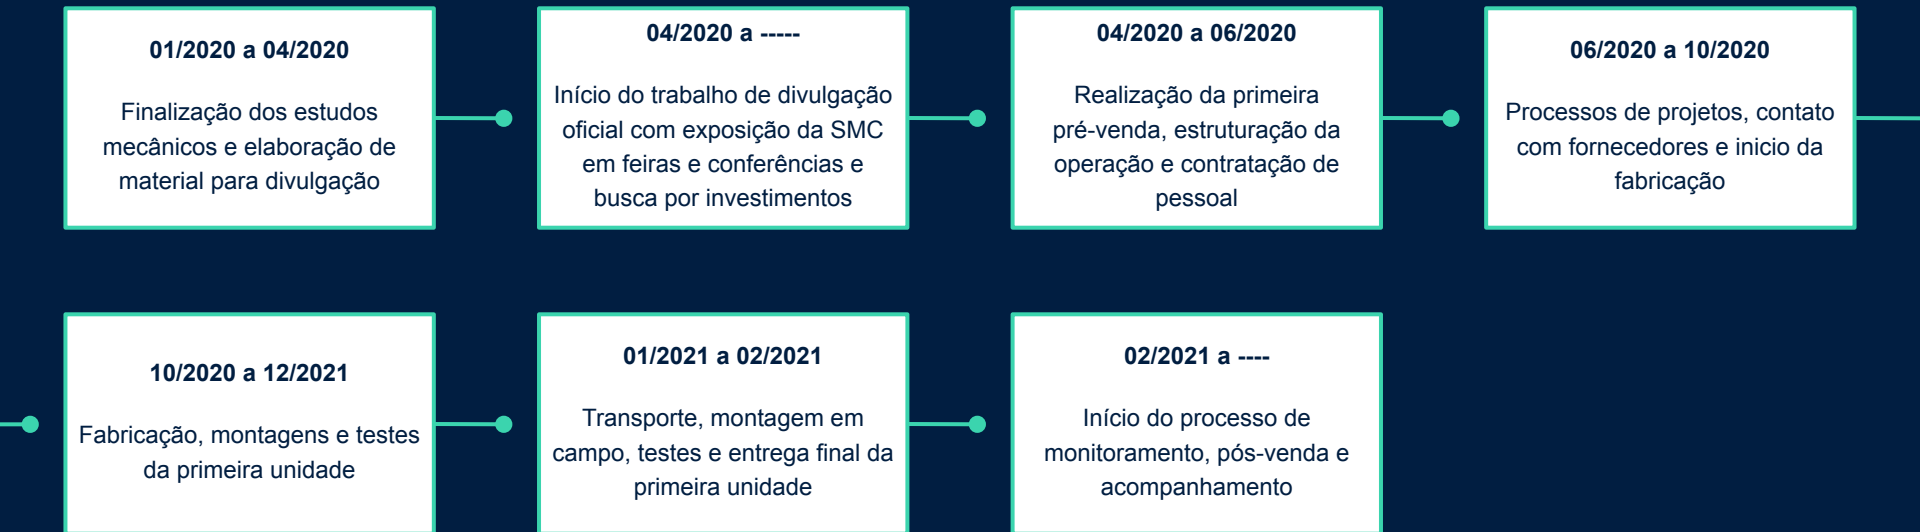 01/2020 a 04/2020
Finalização dos estudos
mecânicos e elaboração de
material para divulgação
04/2020 a -----
Início do trabalho de divulgação
oficial com exposição da SMC
em feiras e conferências e
busca por investimentos
04/2020 a 06/2020
Realização da primeira
pré-venda, estruturação da
operação e contratação de
pessoal
06/2020 a 10/2020
Processos de projetos, contato
com fornecedores e inicio da
fabricação
10/2020 a 12/2021
Fabricação, montagens e testes
da primeira unidade
01/2021 a 02/2021
Transporte, montagem em
campo, testes e entrega final da
primeira unidade
02/2021 a ----
Início do processo de
monitoramento, pós-venda e
acompanhamento